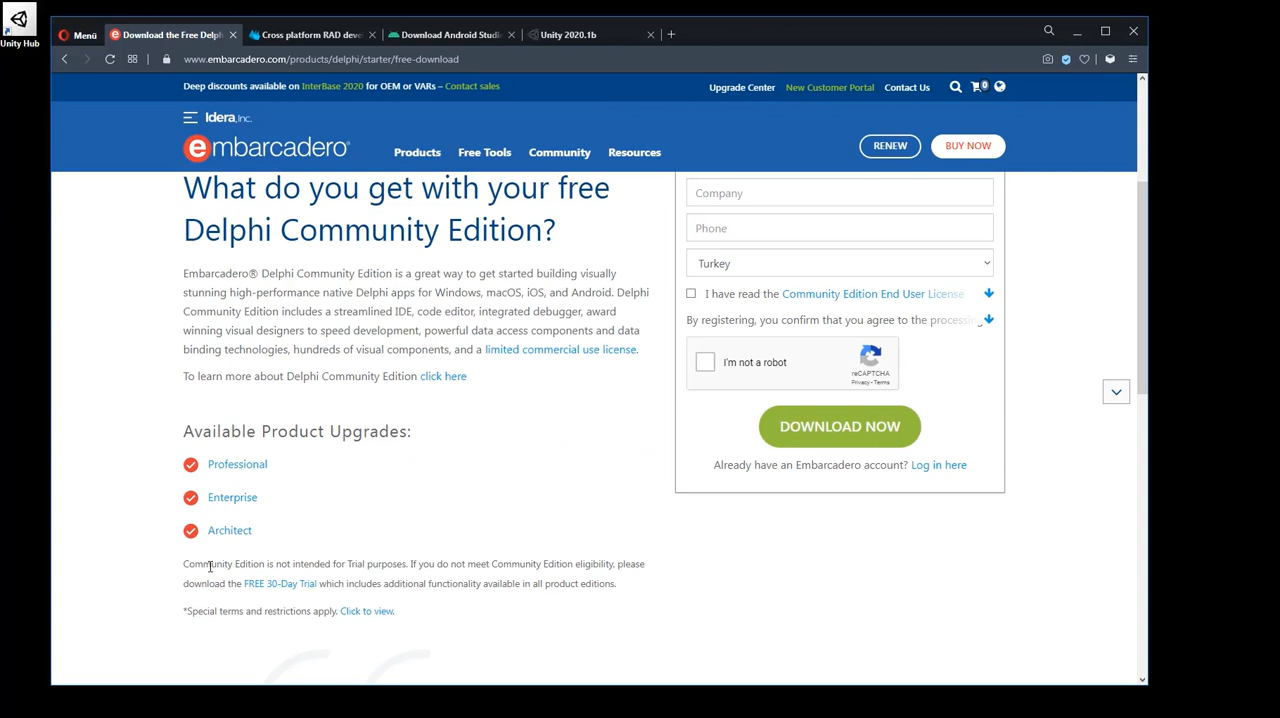 Unity Hub
Menü
Download the Free Delph
Cross platform RAD deve
Download Android Studi
Unity 2020.1b
www.embarcadero.com/products/delphi/starter/free-download
Deep discounts available on InterBase 2020 for OEM or VARs – Contact sales
Upgrade Center
New Customer Portal
Contact Us
0
Idera, Inc.
embarcadero®
Products
Free Tools
Community
Resources
RENEW
BUY NOW
What do you get with your free
Delphi Community Edition?
Embarcadero® Delphi Community Edition is a great way to get started building visually
stunning high-performance native Delphi apps for Windows, macOS, iOS, and Android. Delphi
Community Edition includes a streamlined IDE, code editor, integrated debugger, award
winning visual designers to speed development, powerful data access components and data
binding technologies, hundreds of visual components, and a limited commercial use license.
To learn more about Delphi Community Edition click here
Available Product Upgrades:
Professional
Enterprise
Architect
Community Edition is not intended for Trial purposes. If you do not meet Community Edition eligibility, please
download the FREE 30-Day Trial which includes additional functionality available in all product editions.
*Special terms and restrictions apply. Click to view.
Company
Phone
Turkey
I have read the Community Edition End User License
By registering, you confirm that you agree to the processing
I'm not a robot
reCAPTCHA
Privacy - Terms
DOWNLOAD NOW
Already have an Embarcadero account? Log in here